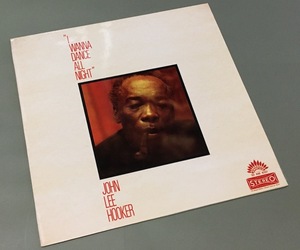 "I
WANNA
DANCE
ALL
NIGHT"
JOHN
LEE
HOOKER
STEREO